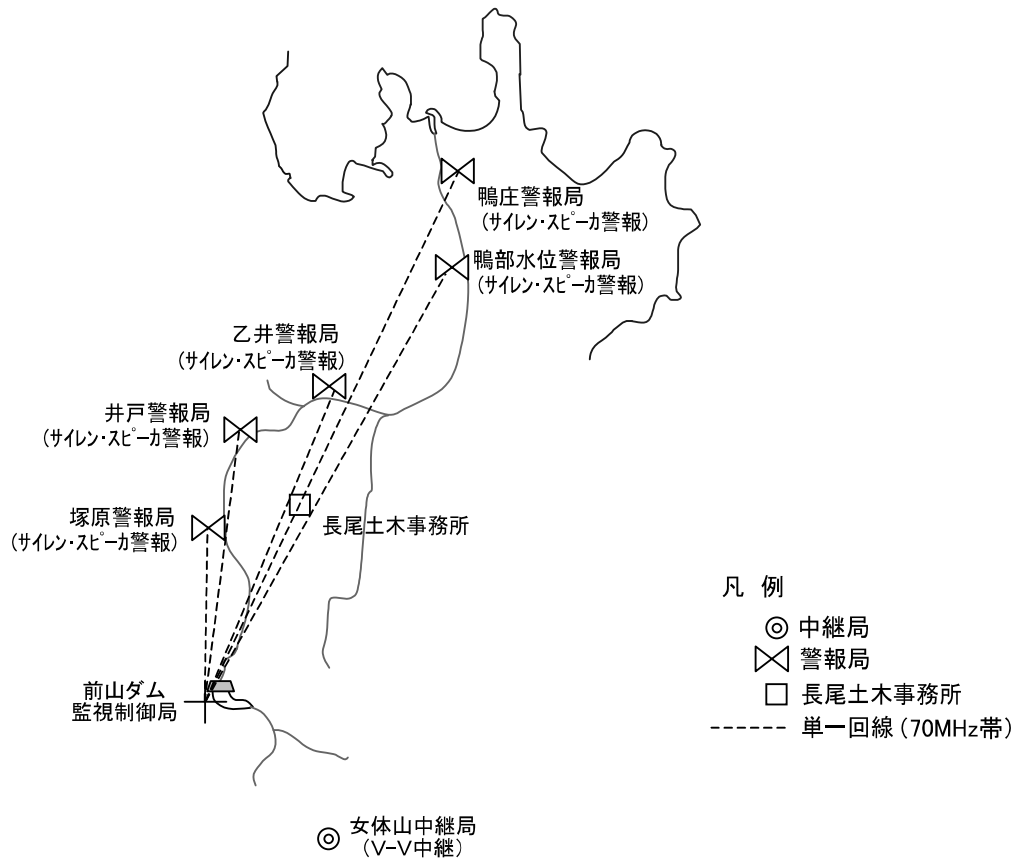 鴨庄警報局
(サイレン・スピーカ警報)
鴨部水位警報局
(サイレン・スピーカ警報)
乙井警報局
(サイレン・スピーカ警報)
井戸警報局
(サイレン・スピーカ警報)
塚原警報局
(サイレン・スピーカ警報)
長尾土木事務所
凡 例
中継局
警報局
長尾土木事務所
単一回線(70MHz帯)
前山ダム
監視制御局
女体山中継局
(V-V中継)